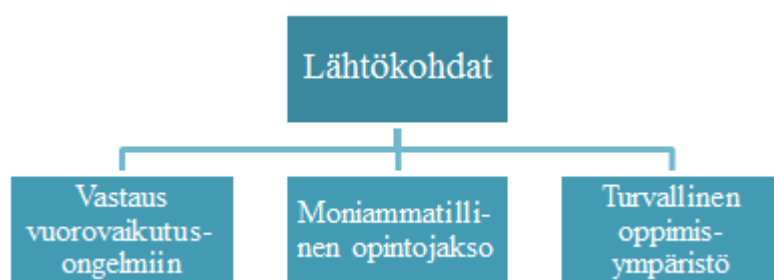 Lähtökohdat
Vastaus
vuorovaikutus-
ongelmiin
Moniammatilli-
nen opintojakso
Turvallinen
oppimis-
ympäristö